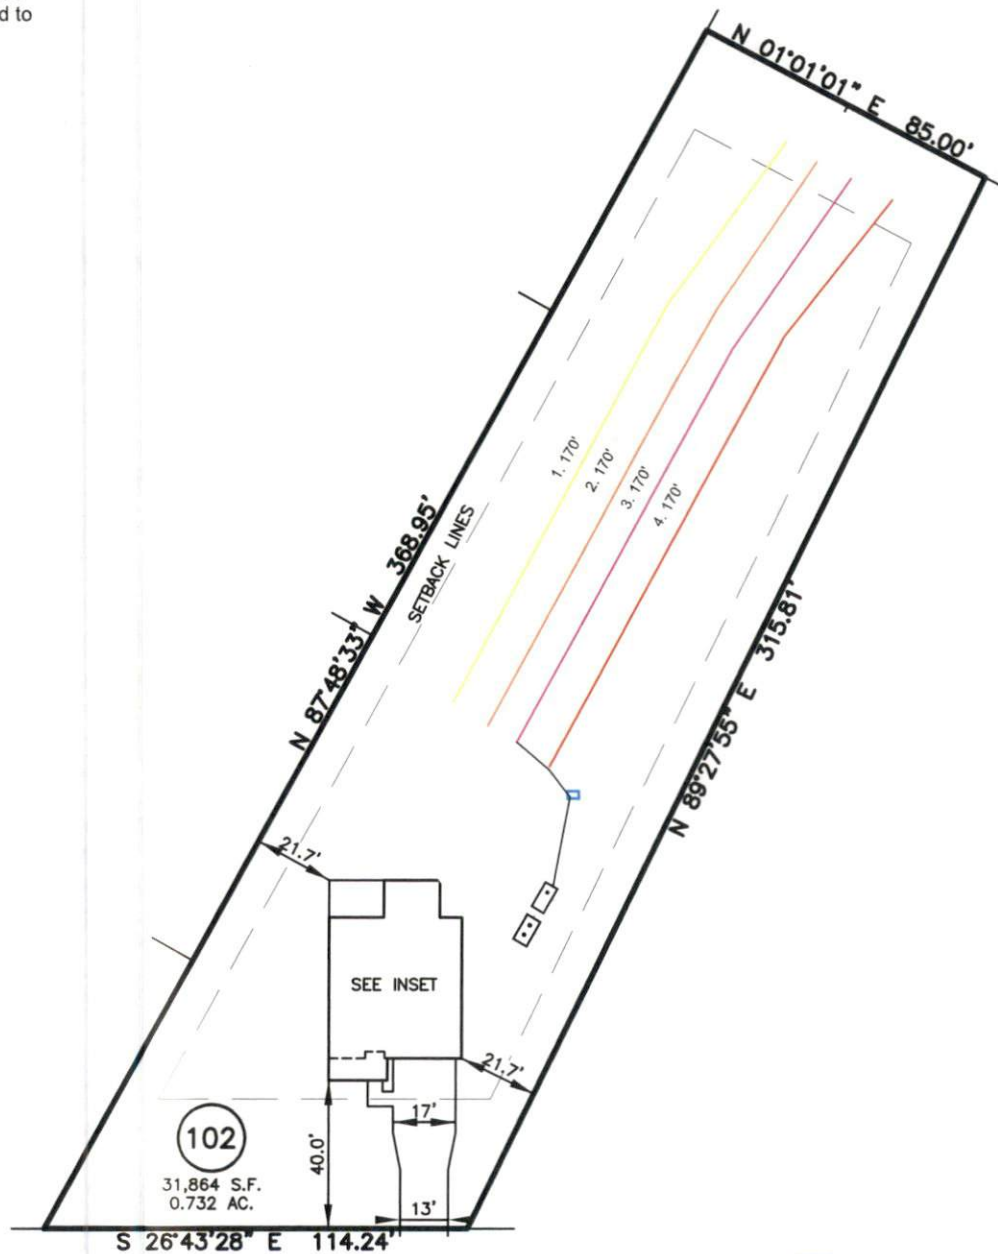 d to
N 01°01'01" E 85.00'
1. 170'
2. 170'
3. 170'
4. 170'
SETBACK LINES
N 87°48'33" W 368.95'
N 89°27'55" E 315.81'
21.7'
SEE INSET
21.7'
17'
102
31,864 S.F.
0.732 AC.
40.0'
13'
S 26°43'28" E 114.24'